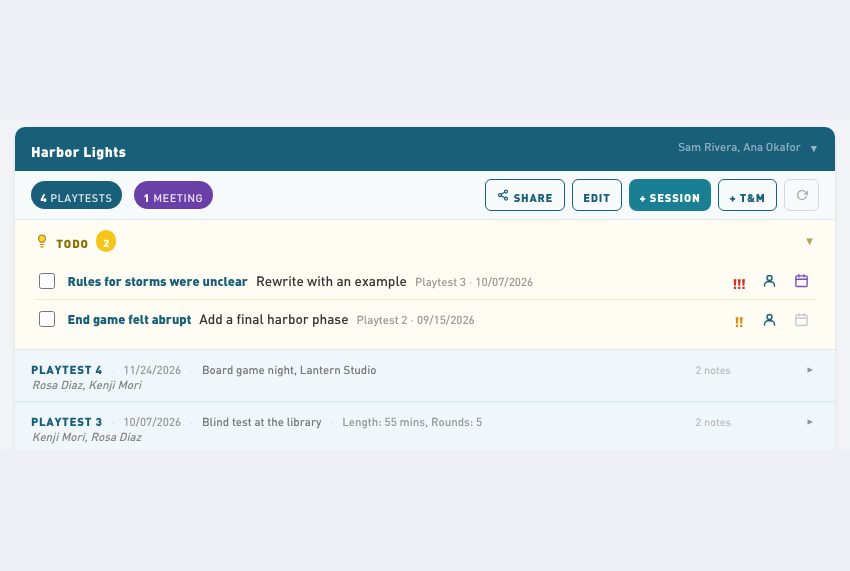 Harbor Lights
Sam Rivera, Ana Okafor ▼
4 PLAYTESTS 1 MEETING SHARE EDIT + SESSION + T&M
TODO 2 ▼
Rules for storms were unclear Rewrite with an example Playtest 3 · 10/07/2026 !!!
End game felt abrupt Add a final harbor phase Playtest 2 · 09/15/2026 !!
PLAYTEST 4 · 11/24/2026 · Board game night, Lantern Studio 2 notes ►
Rosa Diaz, Kenji Mori
PLAYTEST 3 · 10/07/2026 · Blind test at the library · Length: 55 mins, Rounds: 5 2 notes ►
Kenji Mori, Rosa Diaz